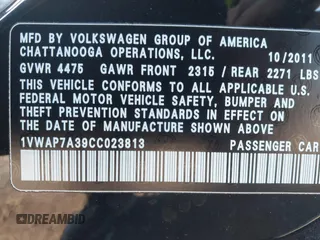 MFD BY VOLKSWAGEN GROUP OF AMERICA
CHATTANOOGA OPERATIONS, LLC. 10/2011
GVWR 4475 GAWR FRONT 2315 / REAR 2271 LBS
THIS VEHICLE CONFORMS TO ALL APPLICABLE
FEDERAL MOTOR VEHICLE SAFETY, BUMPER AND
THEFT PREVENTION STANDARDS IN EFFECT ON
THE DATE OF MANUFACTURE SHOWN ABOVE.
1VWAP7A39CC023813 PASSENGER CAR
DREAMBID